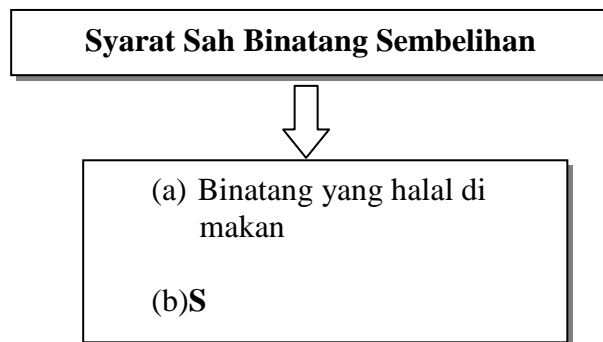 Syarat Sah Binatang Sembelihan
(a) Binatang yang halal di
makan
(b)S